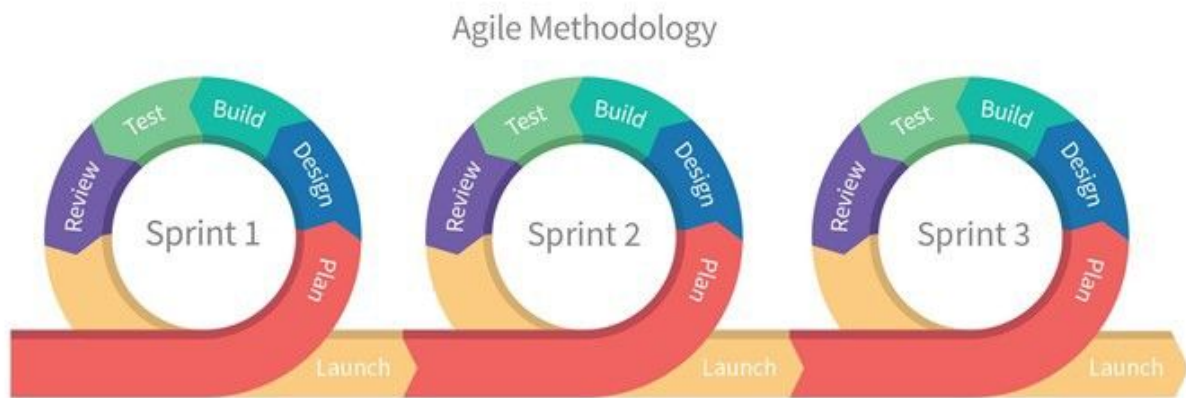 Agile Methodology
Test
Build
Review
Design
Sprint 1
Plan
Launch
Test
Build
Review
Design
Sprint 2
Plan
Launch
Test
Build
Review
Design
Sprint 3
Plan
Launch